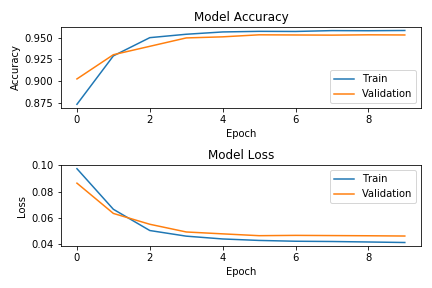 Model Accuracy
0.950
0.925
0.900
0.875
Accuracy
Train
Validation
0 2 4 6 8
Epoch
Model Loss
0.10
0.08
0.06
0.04
Loss
Train
Validation
0 2 4 6 8
Epoch